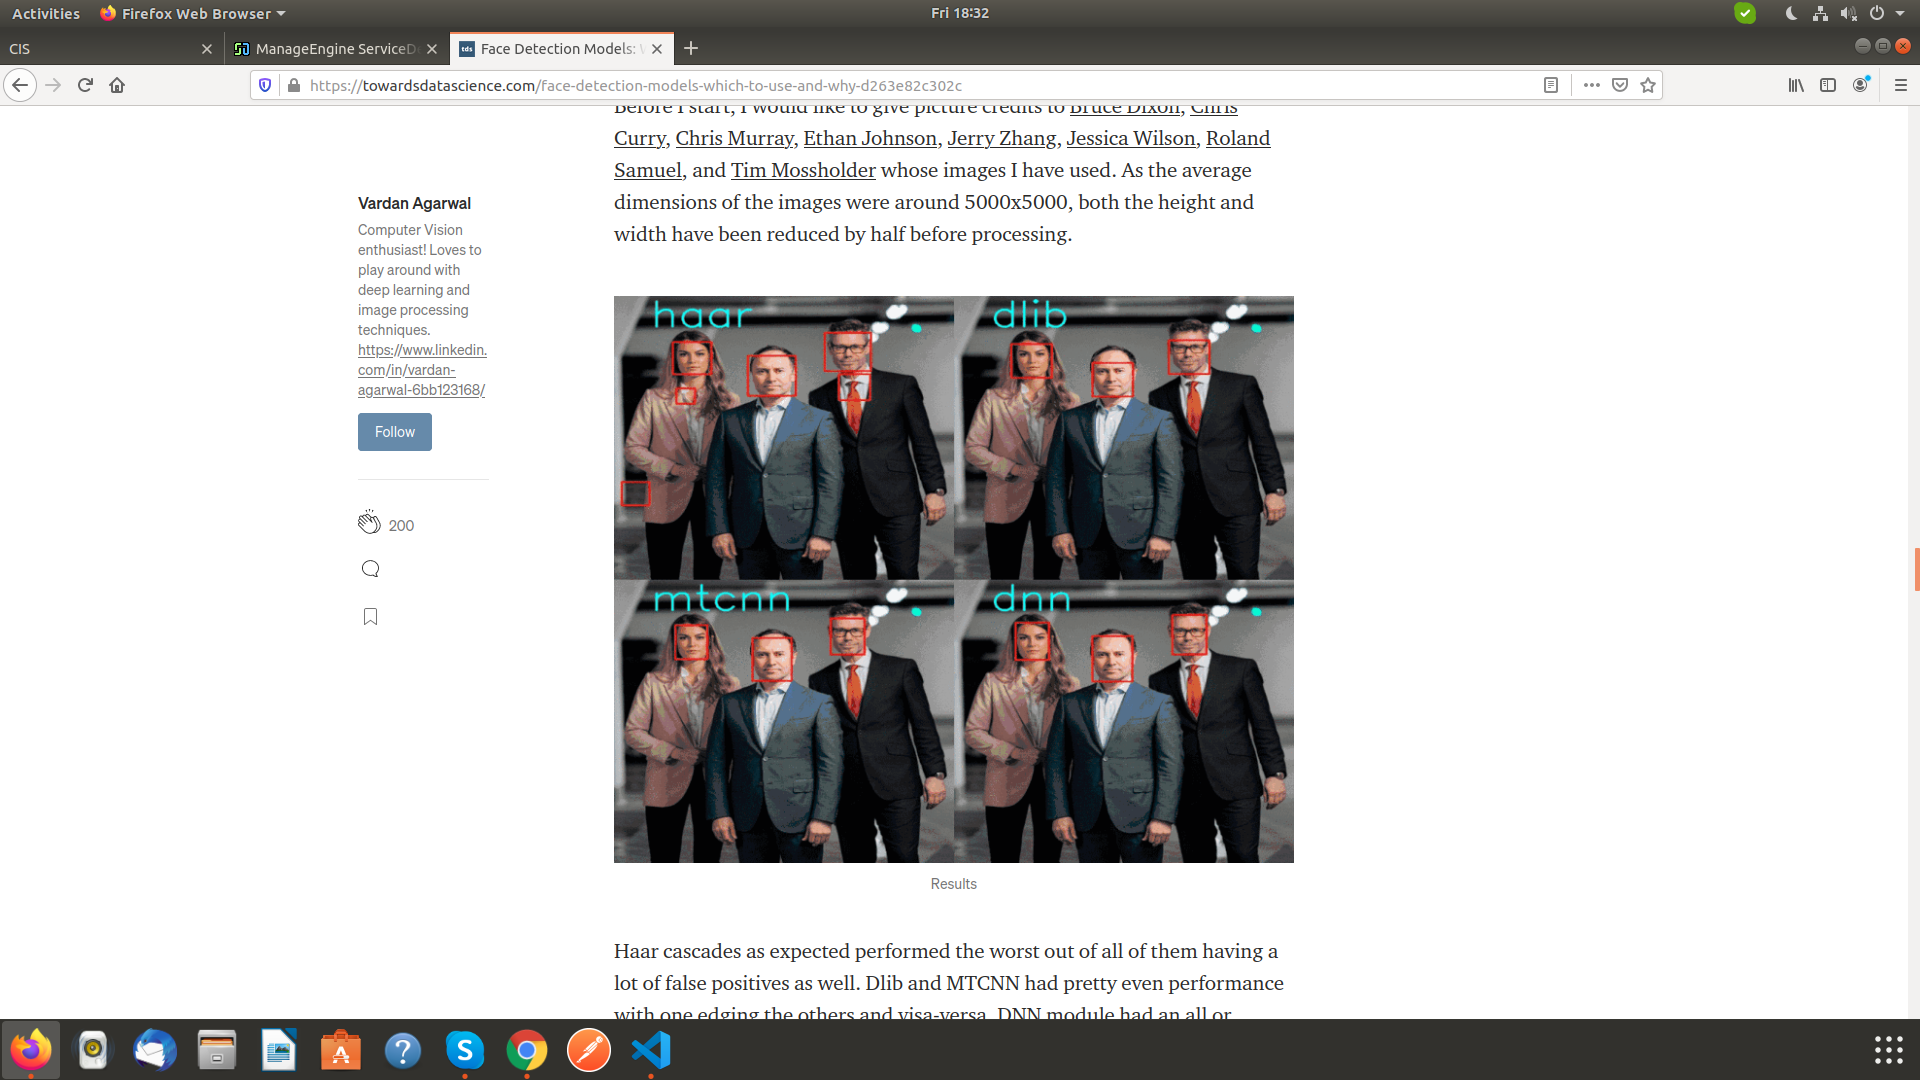 Activities
Firefox Web Browser
Fri 18:32
CIS
ManageEngine ServiceDe
tds
Face Detection Models: W
https://towardsdatascience.com/face-detection-models-which-to-use-and-why-d263e82c302c
Before I start, I would like to give picture credits to Bruce Dixon, Chris
Curry, Chris Murray, Ethan Johnson, Jerry Zhang, Jessica Wilson, Roland
Samuel, and Tim Mossholder whose images I have used. As the average
dimensions of the images were around 5000x5000, both the height and
width have been reduced by half before processing.
Vardan Agarwal
Computer Vision
enthusiast! Loves to
play around with
deep learning and
image processing
techniques.
https://www.linkedin.
com/in/vardan-
agarwal-6bb123168/
Follow
200
haar
dlib
mtcnn
dnn
Results
Haar cascades as expected performed the worst out of all of them having a
lot of false positives as well. Dlib and MTCNN had pretty even performance
with one edging the others and visa-versa. DNN module had an all or